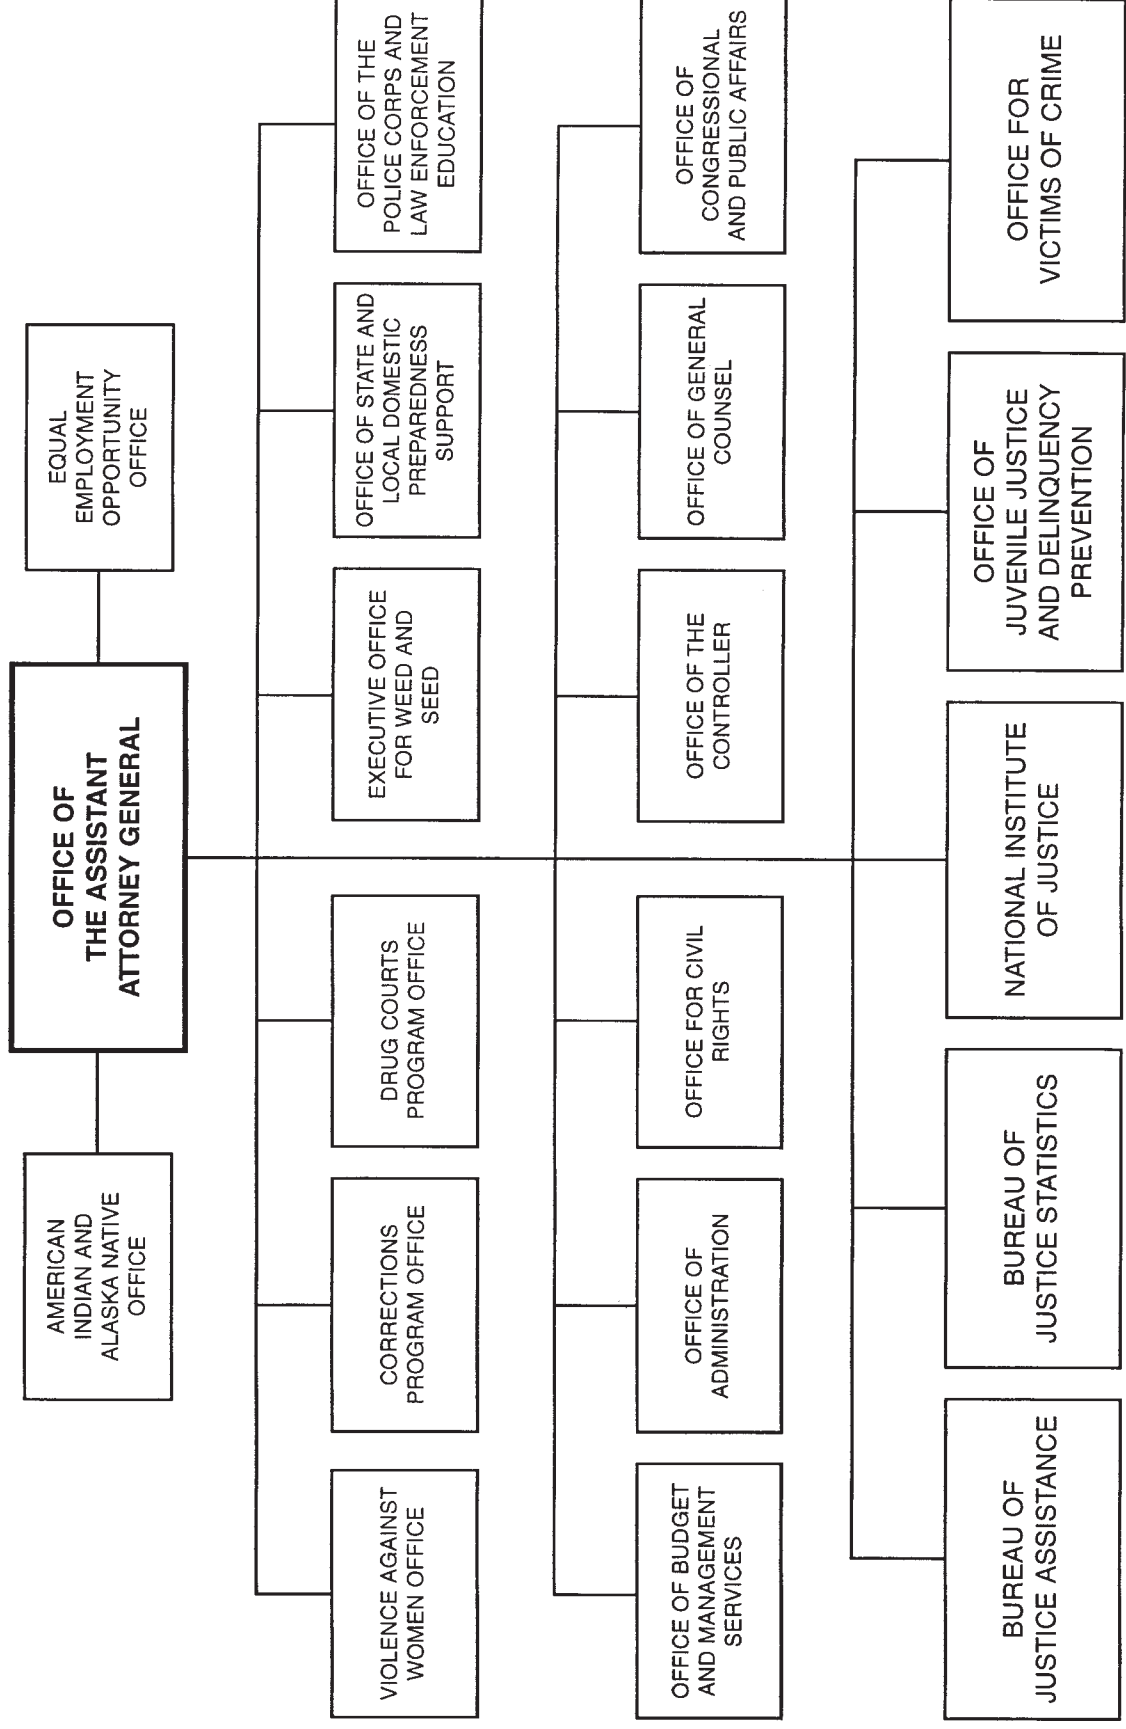 OFFICE OF
THE ASSISTANT
ATTORNEY GENERAL
AMERICAN
INDIAN AND
ALASKA NATIVE
OFFICE
EQUAL
EMPLOYMENT
OPPORTUNITY
OFFICE
VIOLENCE AGAINST
WOMEN OFFICE
CORRECTIONS
PROGRAM OFFICE
DRUG COURTS
PROGRAM OFFICE
EXECUTIVE OFFICE
FOR WEED AND
SEED
OFFICE OF STATE AND
LOCAL DOMESTIC
PREPAREDNESS
SUPPORT
OFFICE OF THE
POLICE CORPS AND
LAW ENFORCEMENT
EDUCATION
OFFICE OF BUDGET
AND MANAGEMENT
SERVICES
OFFICE OF
ADMINISTRATION
OFFICE FOR CIVIL
RIGHTS
OFFICE OF THE
CONTROLLER
OFFICE OF GENERAL
COUNSEL
OFFICE OF
CONGRESSIONAL
AND PUBLIC AFFAIRS
BUREAU OF
JUSTICE ASSISTANCE
BUREAU OF
JUSTICE STATISTICS
NATIONAL INSTITUTE
OF JUSTICE
OFFICE OF
JUVENILE JUSTICE
AND DELINQUENCY
PREVENTION
OFFICE FOR
VICTIMS OF CRIME